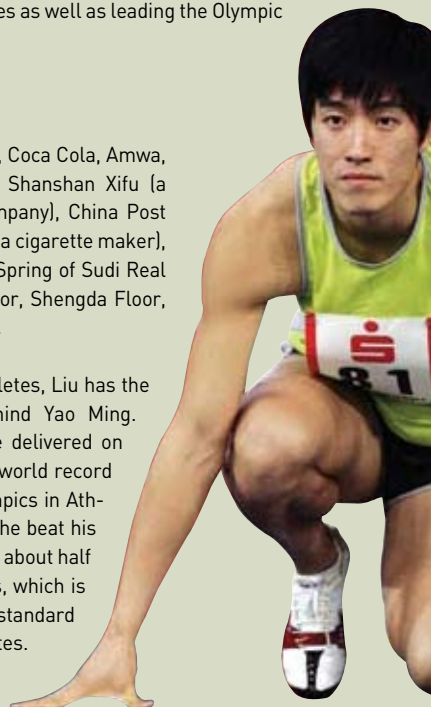 es as well as leading the Olympic
, Coca Cola, Amwa,
Shanshan Xifu (a
mpany), China Post
a cigarette maker),
Spring of Sudi Real
or, Shengda Floor,
letes, Liu has the
hind Yao Ming.
e delivered on
world record
mpics in Ath-
he beat his
about half
s, which is
standard
tes.
S
81